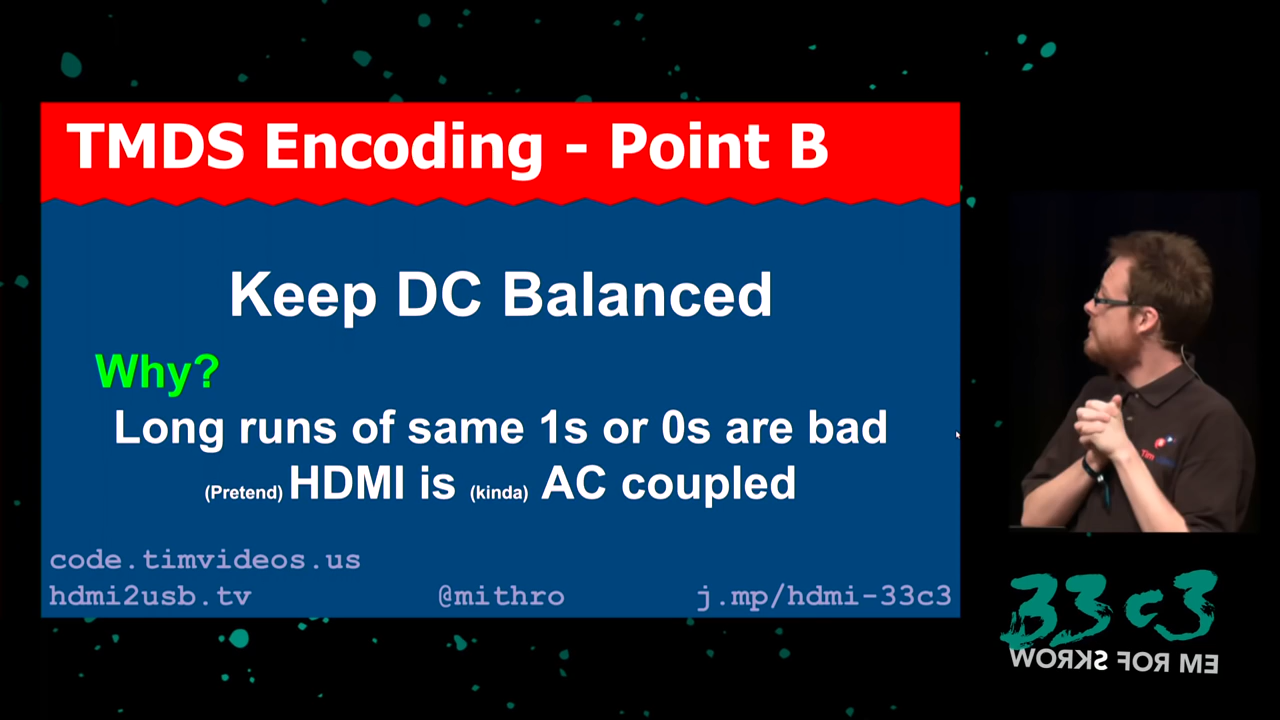 TMDS Encoding - Point B
Keep DC Balanced
Why?
Long runs of same 1s or 0s are bad
(Pretend) HDMI is (kinda) AC coupled
code.timvideos.us
hdmi2usb.tv @mithro j.mp/hdmi-33c3
Tim
33c3
WORKS FOR ME